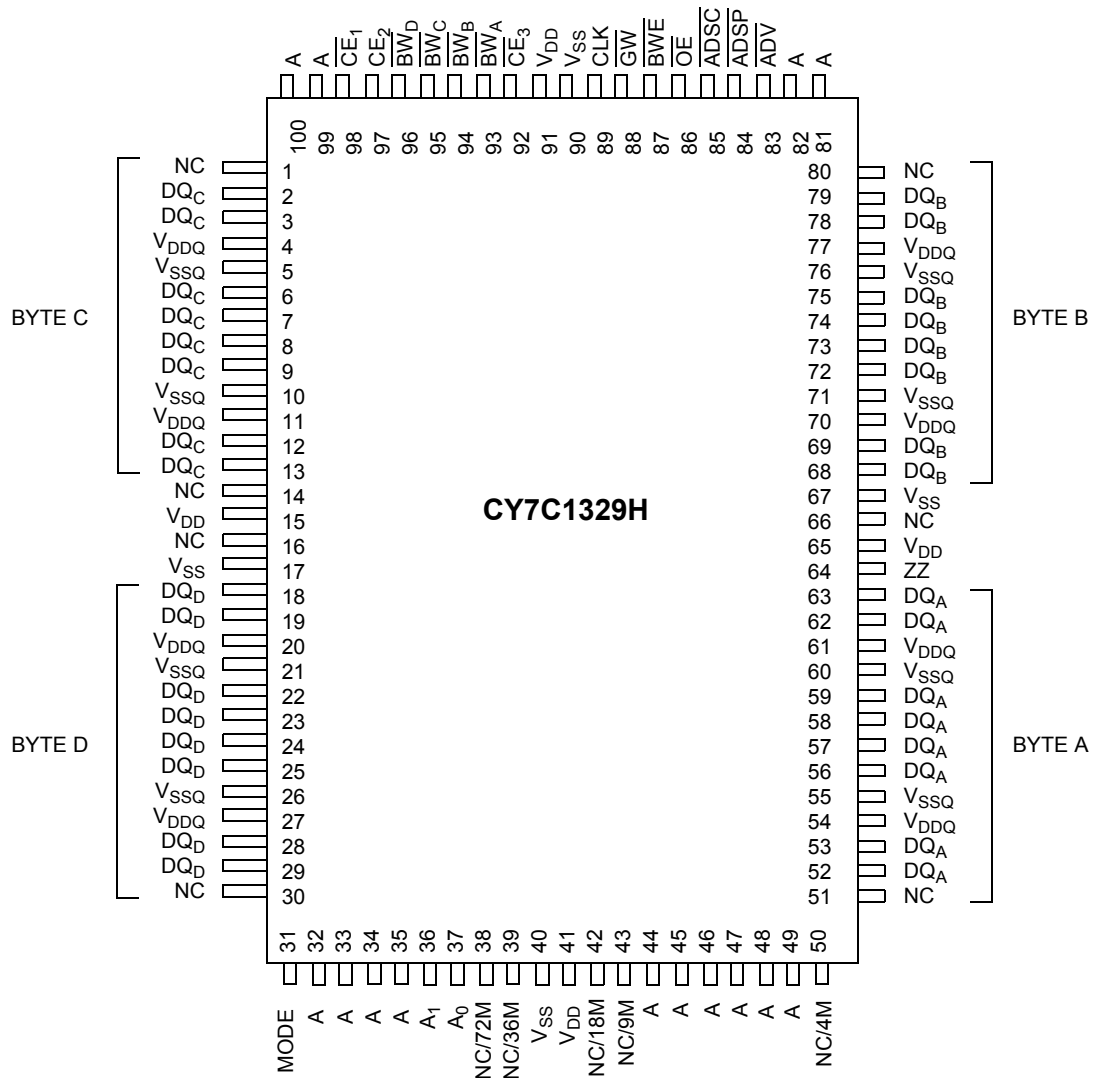 A A CE1 CE2 BWD BWC BWB BWA CE3 VDD VSS CLK GW BWE OE ADSC ADSP ADV A A
100 99 98 97 96 95 94 93 92 91 90 89 88 87 86 85 84 83 82 81
BYTE C
NC 1
DQC 2
DQC 3
VDDQ 4
VSSQ 5
DQC 6
DQC 7
DQC 8
DQC 9
VSSQ 10
VDDQ 11
DQC 12
DQC 13
NC 14
VDD 15
NC 16
VSS 17
BYTE D
DQD 18
DQD 19
VDDQ 20
VSSQ 21
DQD 22
DQD 23
DQD 24
DQD 25
VSSQ 26
VDDQ 27
DQD 28
DQD 29
NC 30
CY7C1329H
80 NC
79 DQB
78 DQB
77 VDDQ
76 VSSQ
75 DQB
74 DQB
73 DQB
72 DQB
71 VSSQ
70 VDDQ
69 DQB
68 DQB
BYTE B
67 VSS
66 NC
65 VDD
64 ZZ
63 DQA
62 DQA
61 VDDQ
60 VSSQ
59 DQA
58 DQA
57 DQA
56 DQA
55 VSSQ
54 VDDQ
53 DQA
52 DQA
51 NC
BYTE A
31 32 33 34 35 36 37 38 39 40 41 42 43 44 45 46 47 48 49 50
MODE A A A A A1 A0 NC/72M NC/36M VSS VDD NC/18M NC/9M A A A A A A NC/4M